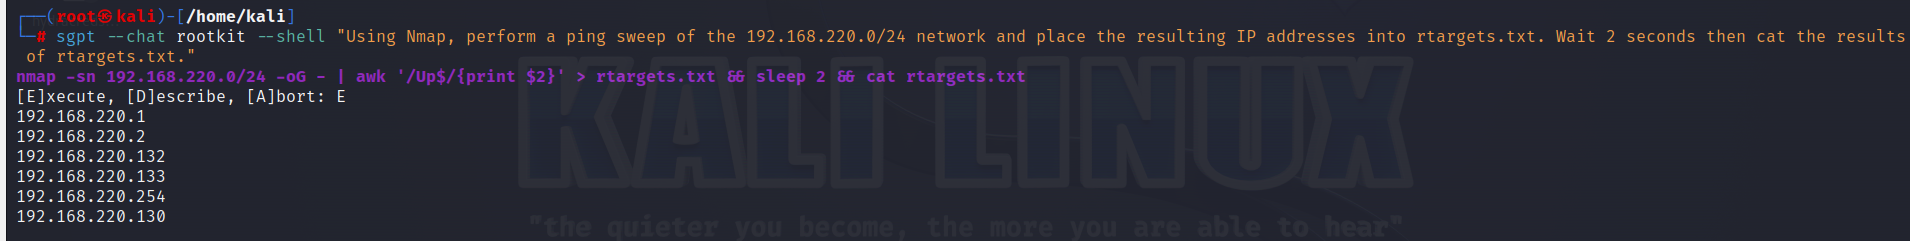 ┌──(root㉿kali)-[/home/kali]
└─# sgpt --chat rootkit --shell "Using Nmap, perform a ping sweep of the 192.168.220.0/24 network and place the resulting IP addresses into rtargets.txt. Wait 2 seconds then cat the results
of rtargets.txt."
nmap -sn 192.168.220.0/24 -oG - | awk '/Up$/{print $2}' > rtargets.txt && sleep 2 && cat rtargets.txt
[E]xecute, [D]escribe, [A]bort: E
192.168.220.1
192.168.220.2
192.168.220.132
192.168.220.133
192.168.220.254
192.168.220.130
KALI LINUX
"the quieter you become, the more you are able to hear"